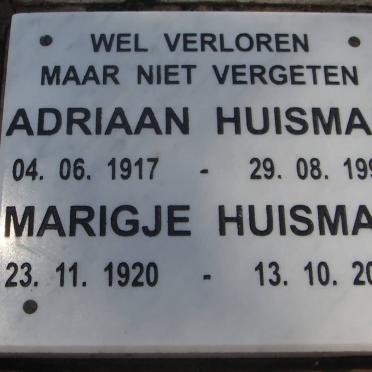 WEL VERLOREN
MAAR NIET VERGETEN
ADRIAAN HUISMA
04. 06. 1917 - 29. 08. 199
MARIGJE HUISMA
23. 11. 1920 - 13. 10. 20